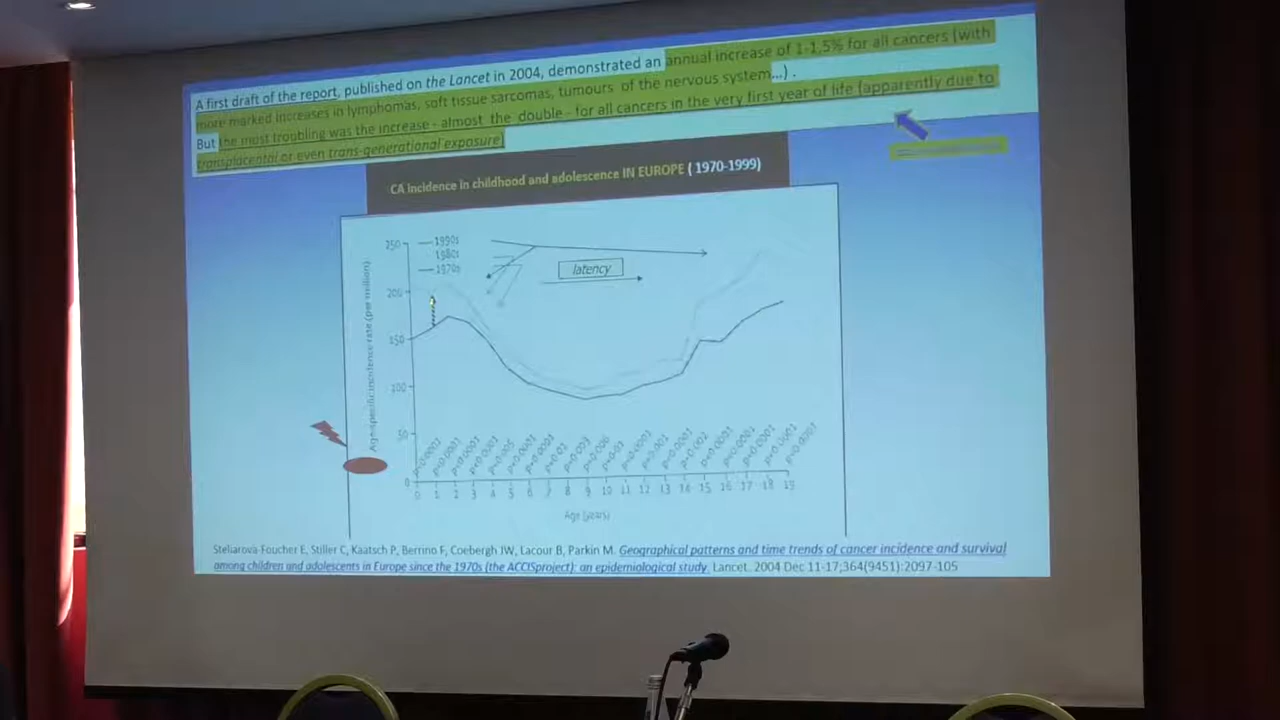 A first draft of the report, published on the Lancet in 2004, demonstrated an annual increase of 1-1.5% for all cancers (with
more marked increases in lymphomas, soft tissue sarcomas, tumours of the nervous system...) .
But the most troubling was the increase - almost the double - for all cancers in the very first year of life (apparently due to
transplacental or even trans-generational exposure)
CA incidence in childhood and adolescence IN EUROPE ( 1970-1999)
Age-specific incidence rate (per million)
250
200
150
100
50
0
1990s
1980s
1970s
latency
0 1 2 3 4 5 6 7 8 9 10 11 12 13 14 15 16 17 18 19
Age (years)
Steliarova-Foucher E, Stiller C, Kaatsch P, Berrino F, Coebergh JW, Lacour B, Parkin M. Geographical patterns and time trends of cancer incidence and survival
among children and adolescents in Europe since the 1970s (the ACCISproject): an epidemiological study. Lancet. 2004 Dec 11-17;364(9451):2097-105